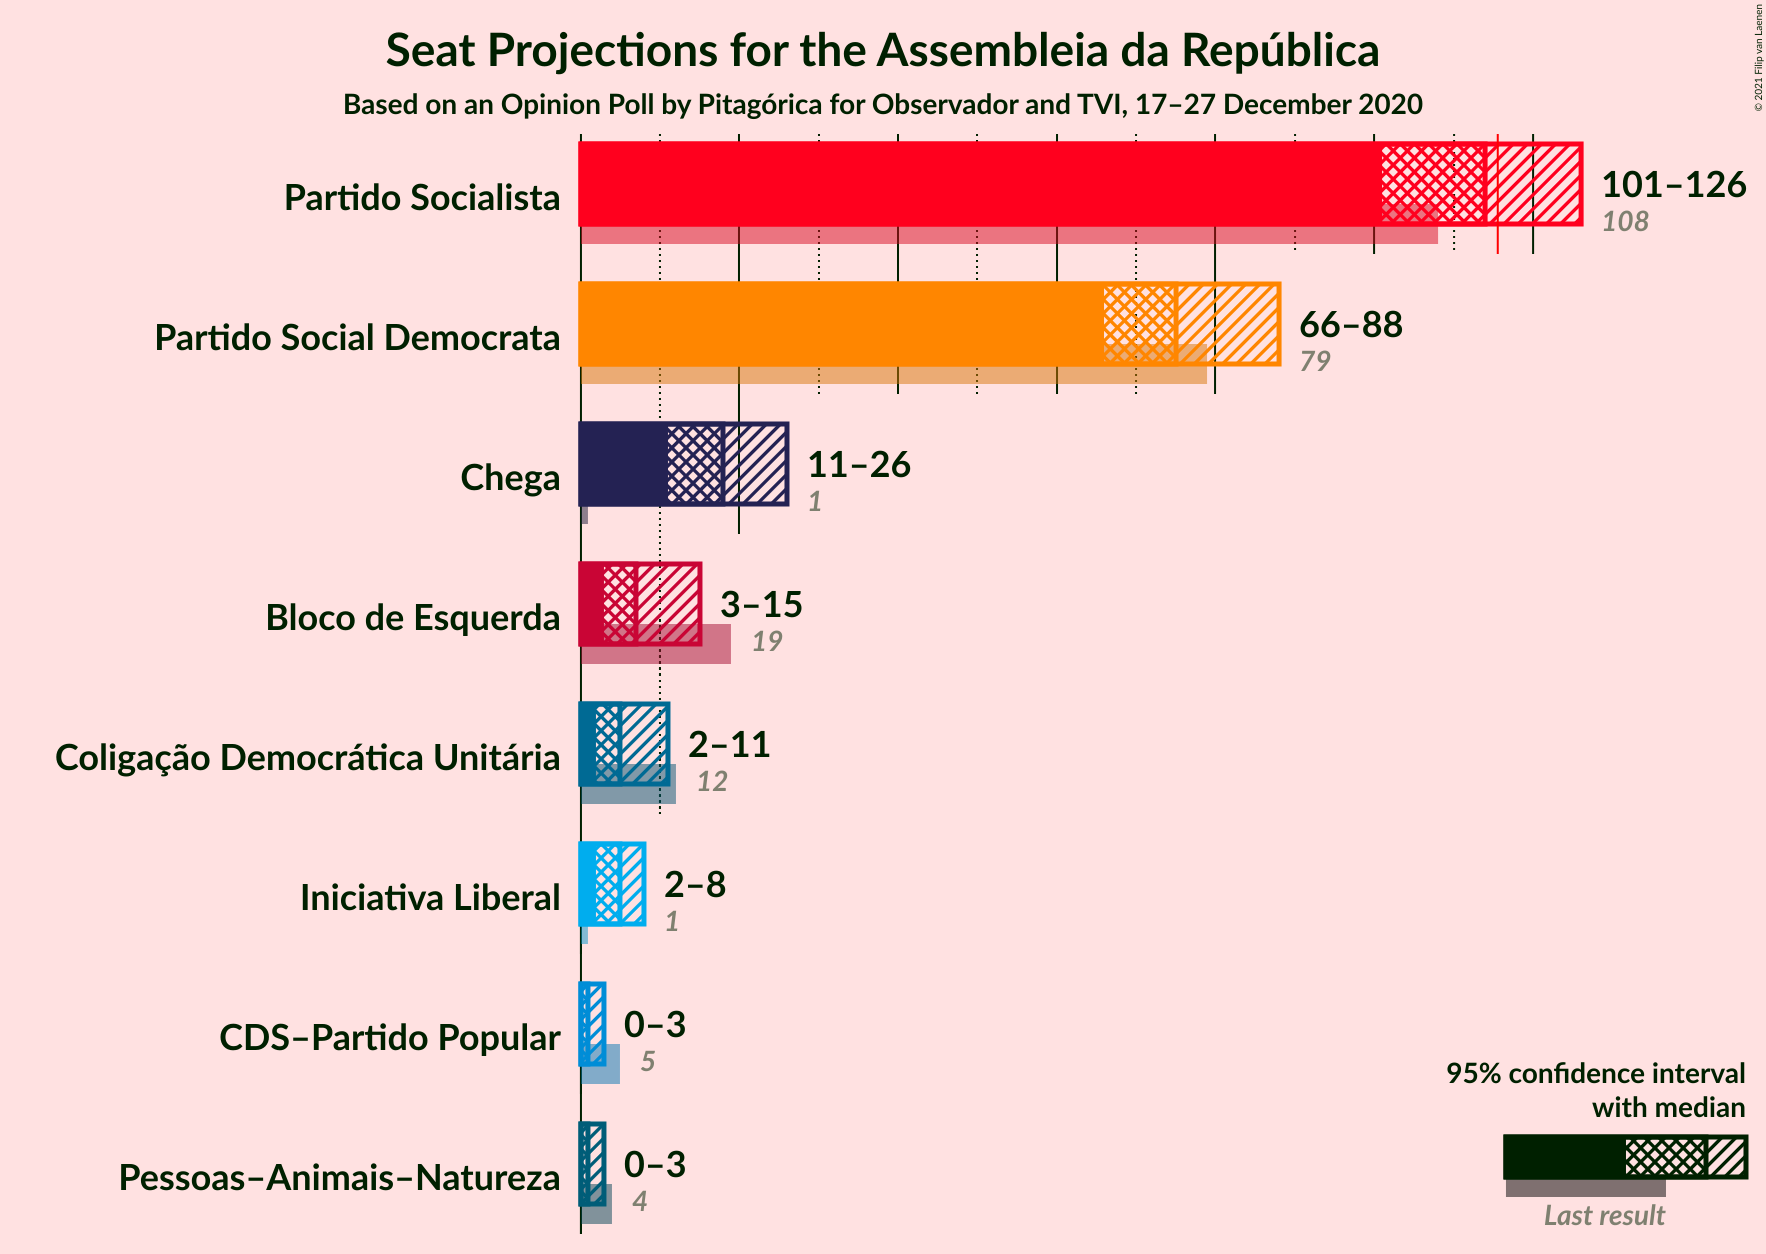 Seat Projections for the Assembleia da República
Based on an Opinion Poll by Pitagórica for Observador and TVI, 17–27 December 2020
© 2021 Filip van Laenen
Partido Socialista
101–126
108
Partido Social Democrata
66–88
79
Chega
11–26
1
Bloco de Esquerda
3–15
19
Coligação Democrática Unitária
2–11
12
Iniciativa Liberal
2–8
1
CDS–Partido Popular
0–3
5
Pessoas–Animais–Natureza
0–3
4
95% confidence interval
with median
Last result